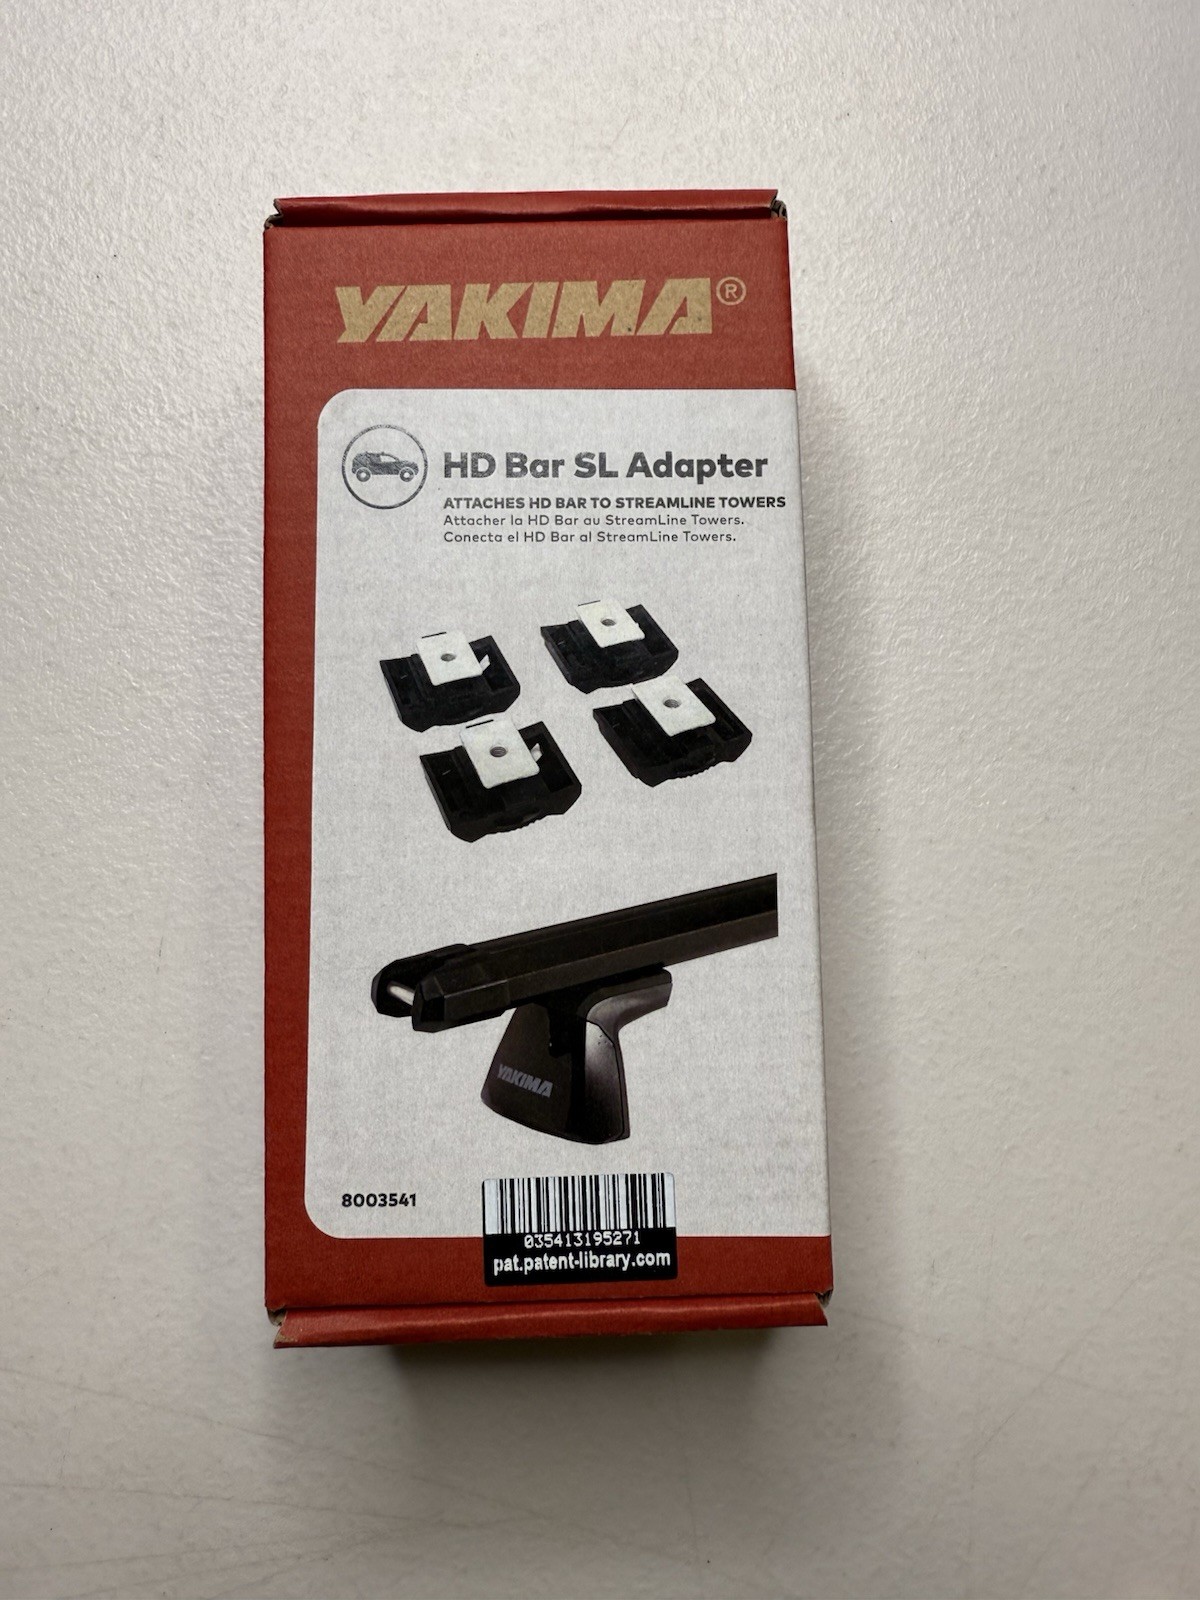 YAKIMA®
HD Bar SL Adapter
ATTACHES HD BAR TO STREAMLINE TOWERS
Attacher la HD Bar au StreamLine Towers.
Conecta el HD Bar al StreamLine Towers.
YAKIMA
8003541
035413195271
pat.patent-library.com